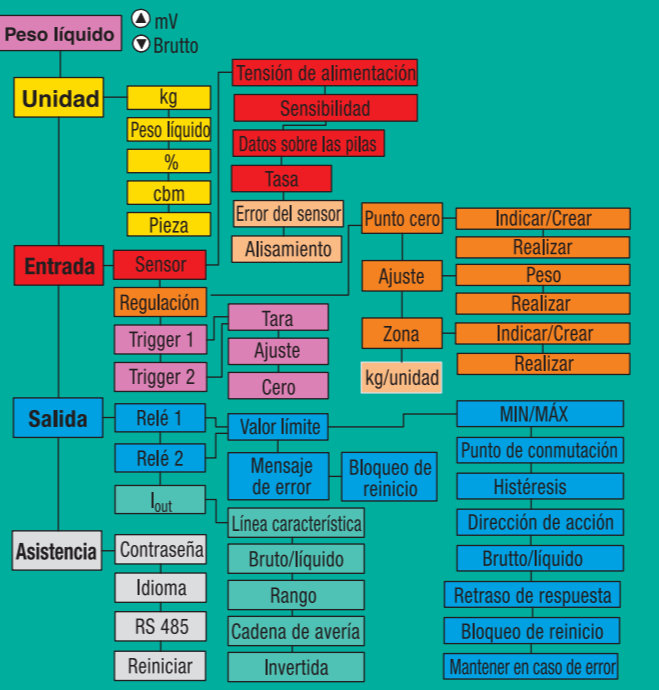 Peso líquido
mV
Brutto
Unidad
kg
Peso líquido
%
cbm
Pieza
Entrada
Sensor
Tensión de alimentación
Sensibilidad
Datos sobre las pilas
Tasa
Error del sensor
Alisamiento
Regulación
Punto cero
Indicar/Crear
Realizar
Ajuste
Peso
Realizar
Zona
Indicar/Crear
Realizar
kg/unidad
Trigger 1
Trigger 2
Tara
Ajuste
Cero
Salida
Relé 1
Relé 2
Valor límite
MIN/MÁX
Punto de conmutación
Histéresis
Dirección de acción
Brutto/líquido
Retraso de respuesta
Bloqueo de reinicio
Mantener en caso de error
Mensaje
de error
Bloqueo de
reinicio
Iout
Línea característica
Bruto/líquido
Rango
Cadena de avería
Invertida
Asistencia
Contraseña
Idioma
RS 485
Reiniciar